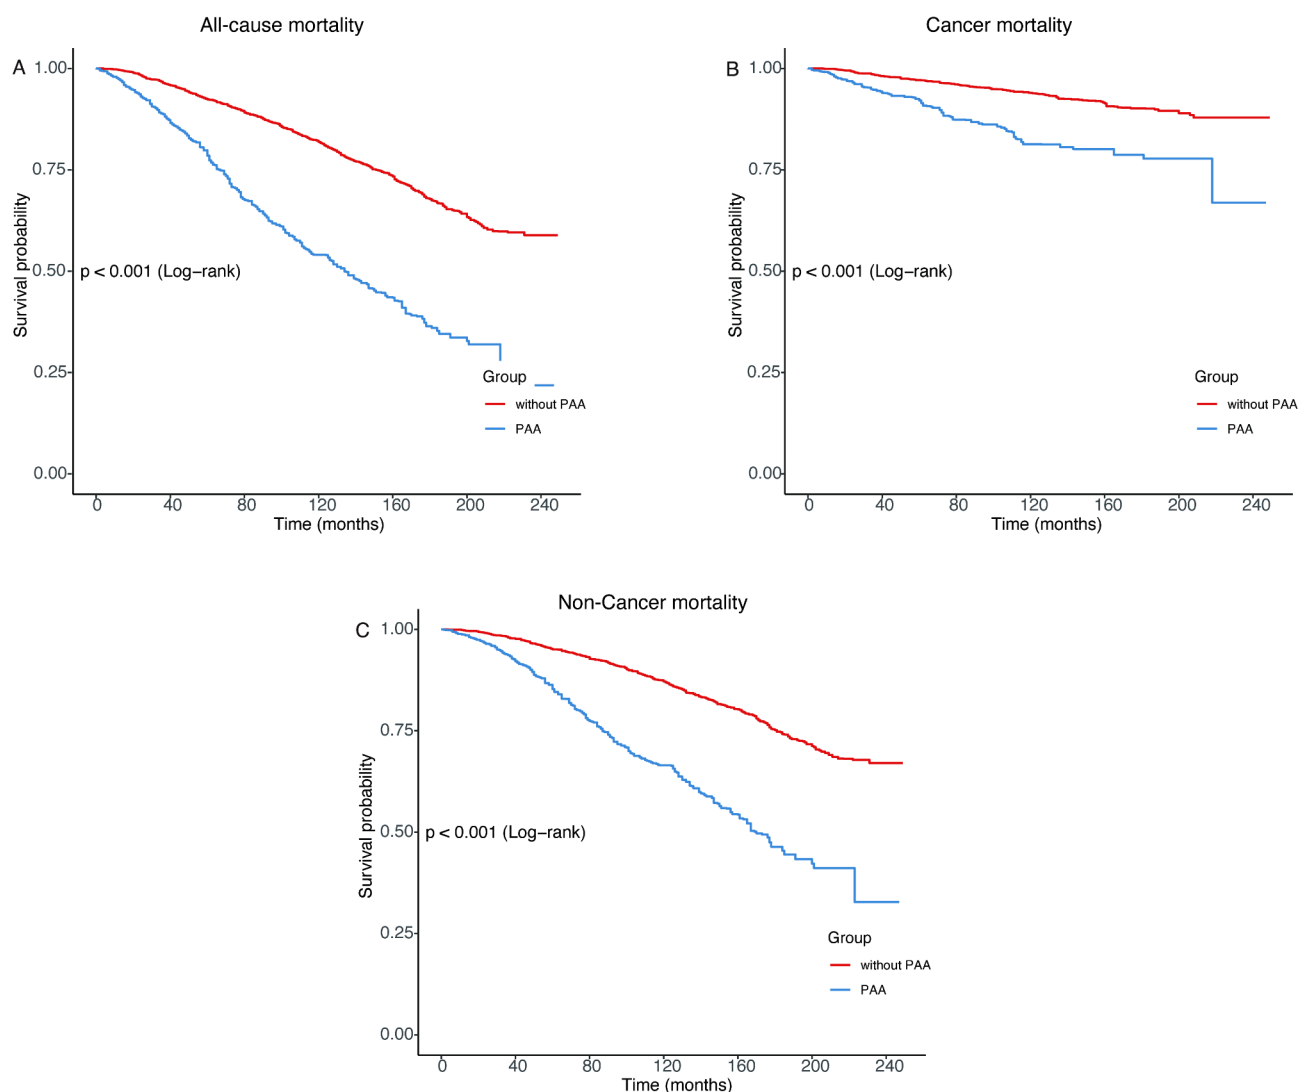 All-cause mortality
A
1.00
0.75
0.50
0.25
0.00
Survival probability
p < 0.001 (Log−rank)
Group
without PAA
PAA
0 40 80 120 160 200 240
Time (months)
Cancer mortality
B
1.00
0.75
0.50
0.25
0.00
Survival probability
p < 0.001 (Log−rank)
Group
without PAA
PAA
0 40 80 120 160 200 240
Time (months)
Non-Cancer mortality
C
1.00
0.75
0.50
0.25
0.00
Survival probability
p < 0.001 (Log−rank)
Group
without PAA
PAA
0 40 80 120 160 200 240
Time (months)